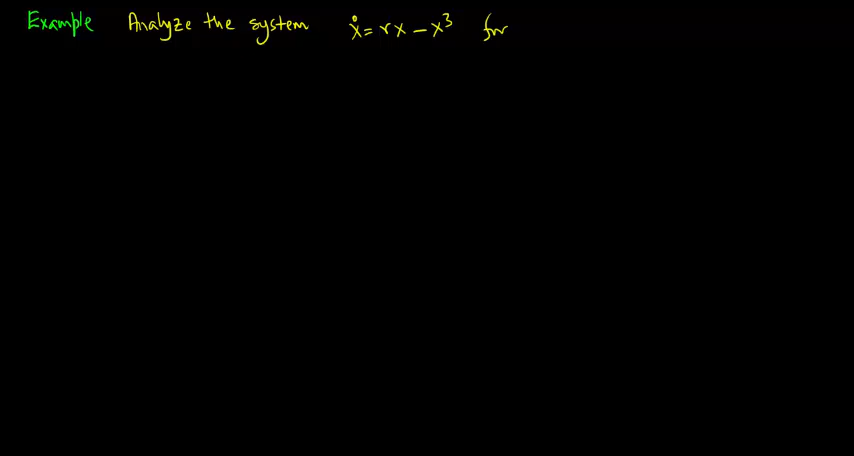 Example Analyze the system ẋ = rx − x³ for